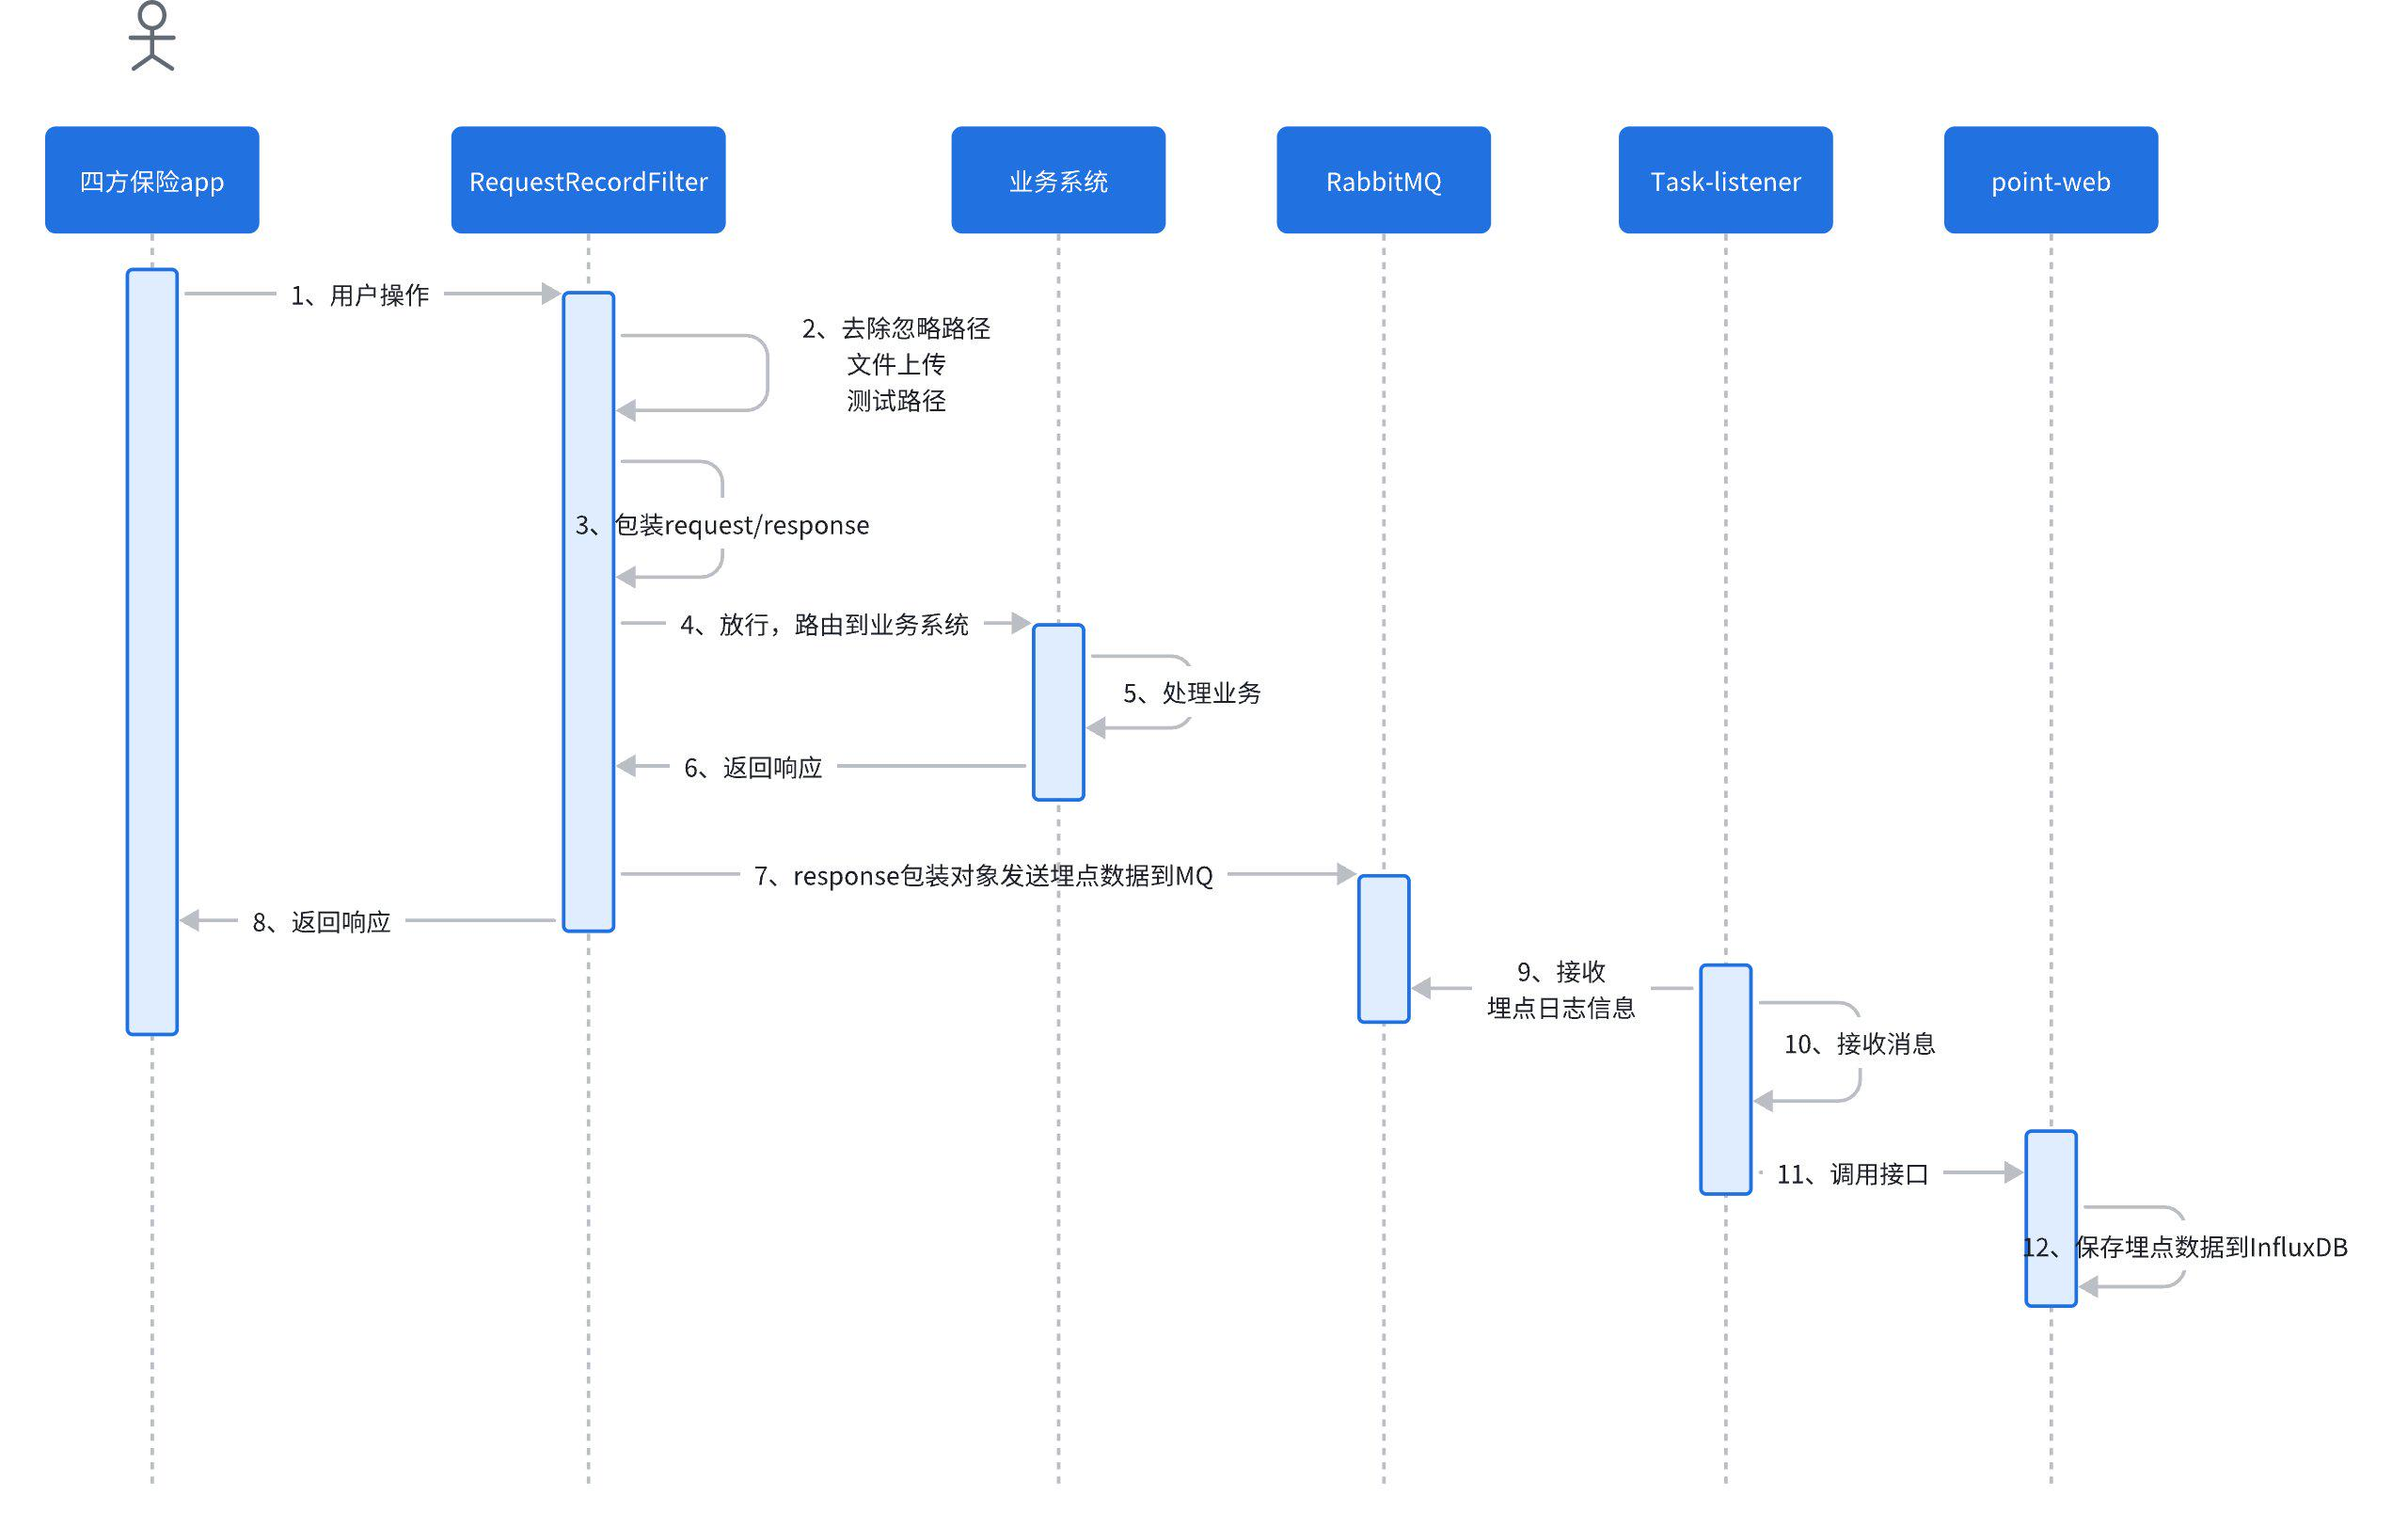 四方保险app
RequestRecordFilter
业务系统
RabbitMQ
Task-listener
point-web
1、用户操作
2、去除忽略路径
文件上传
测试路径
3、包装request/response
4、放行，路由到业务系统
5、处理业务
6、返回响应
7、response包装对象发送埋点数据到MQ
8、返回响应
9、接收
埋点日志信息
10、接收消息
11、调用接口
12、保存埋点数据到InfluxDB